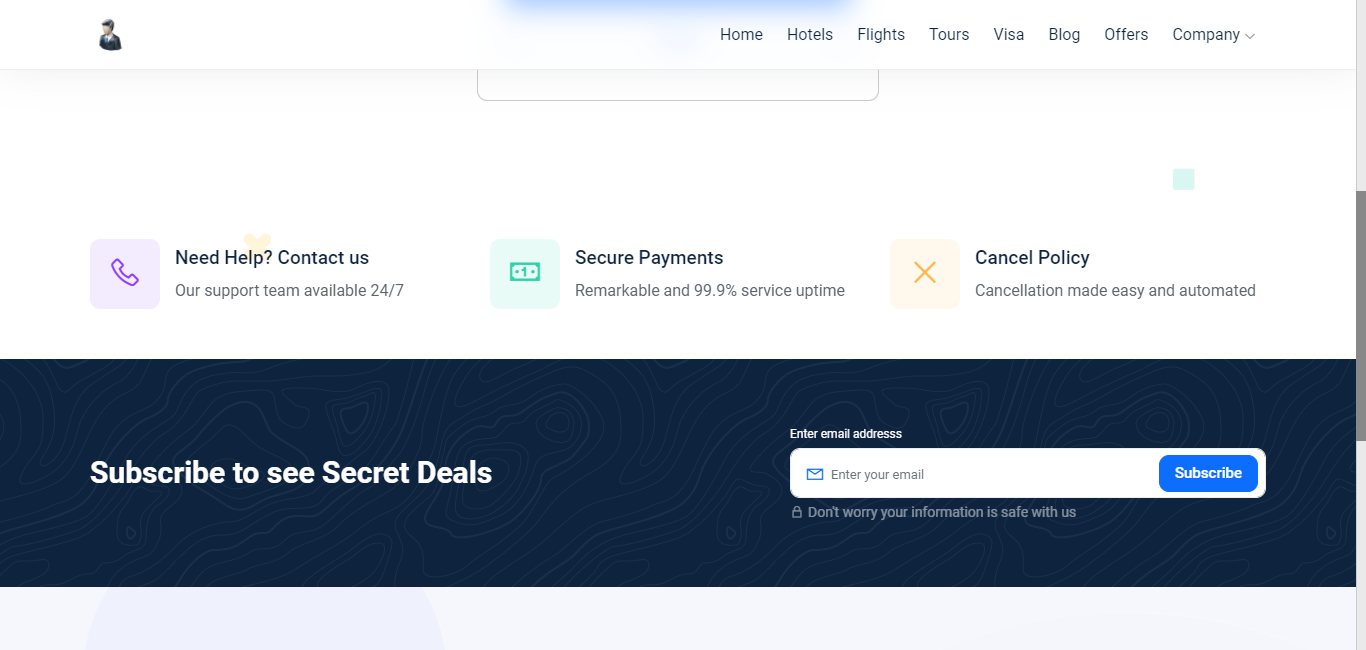 Home Hotels Flights Tours Visa Blog Offers Company
Need Help? Contact us
Our support team available 24/7
Secure Payments
Remarkable and 99.9% service uptime
Cancel Policy
Cancellation made easy and automated
Subscribe to see Secret Deals
Enter email addresss
Enter your email
Subscribe
Don't worry your information is safe with us